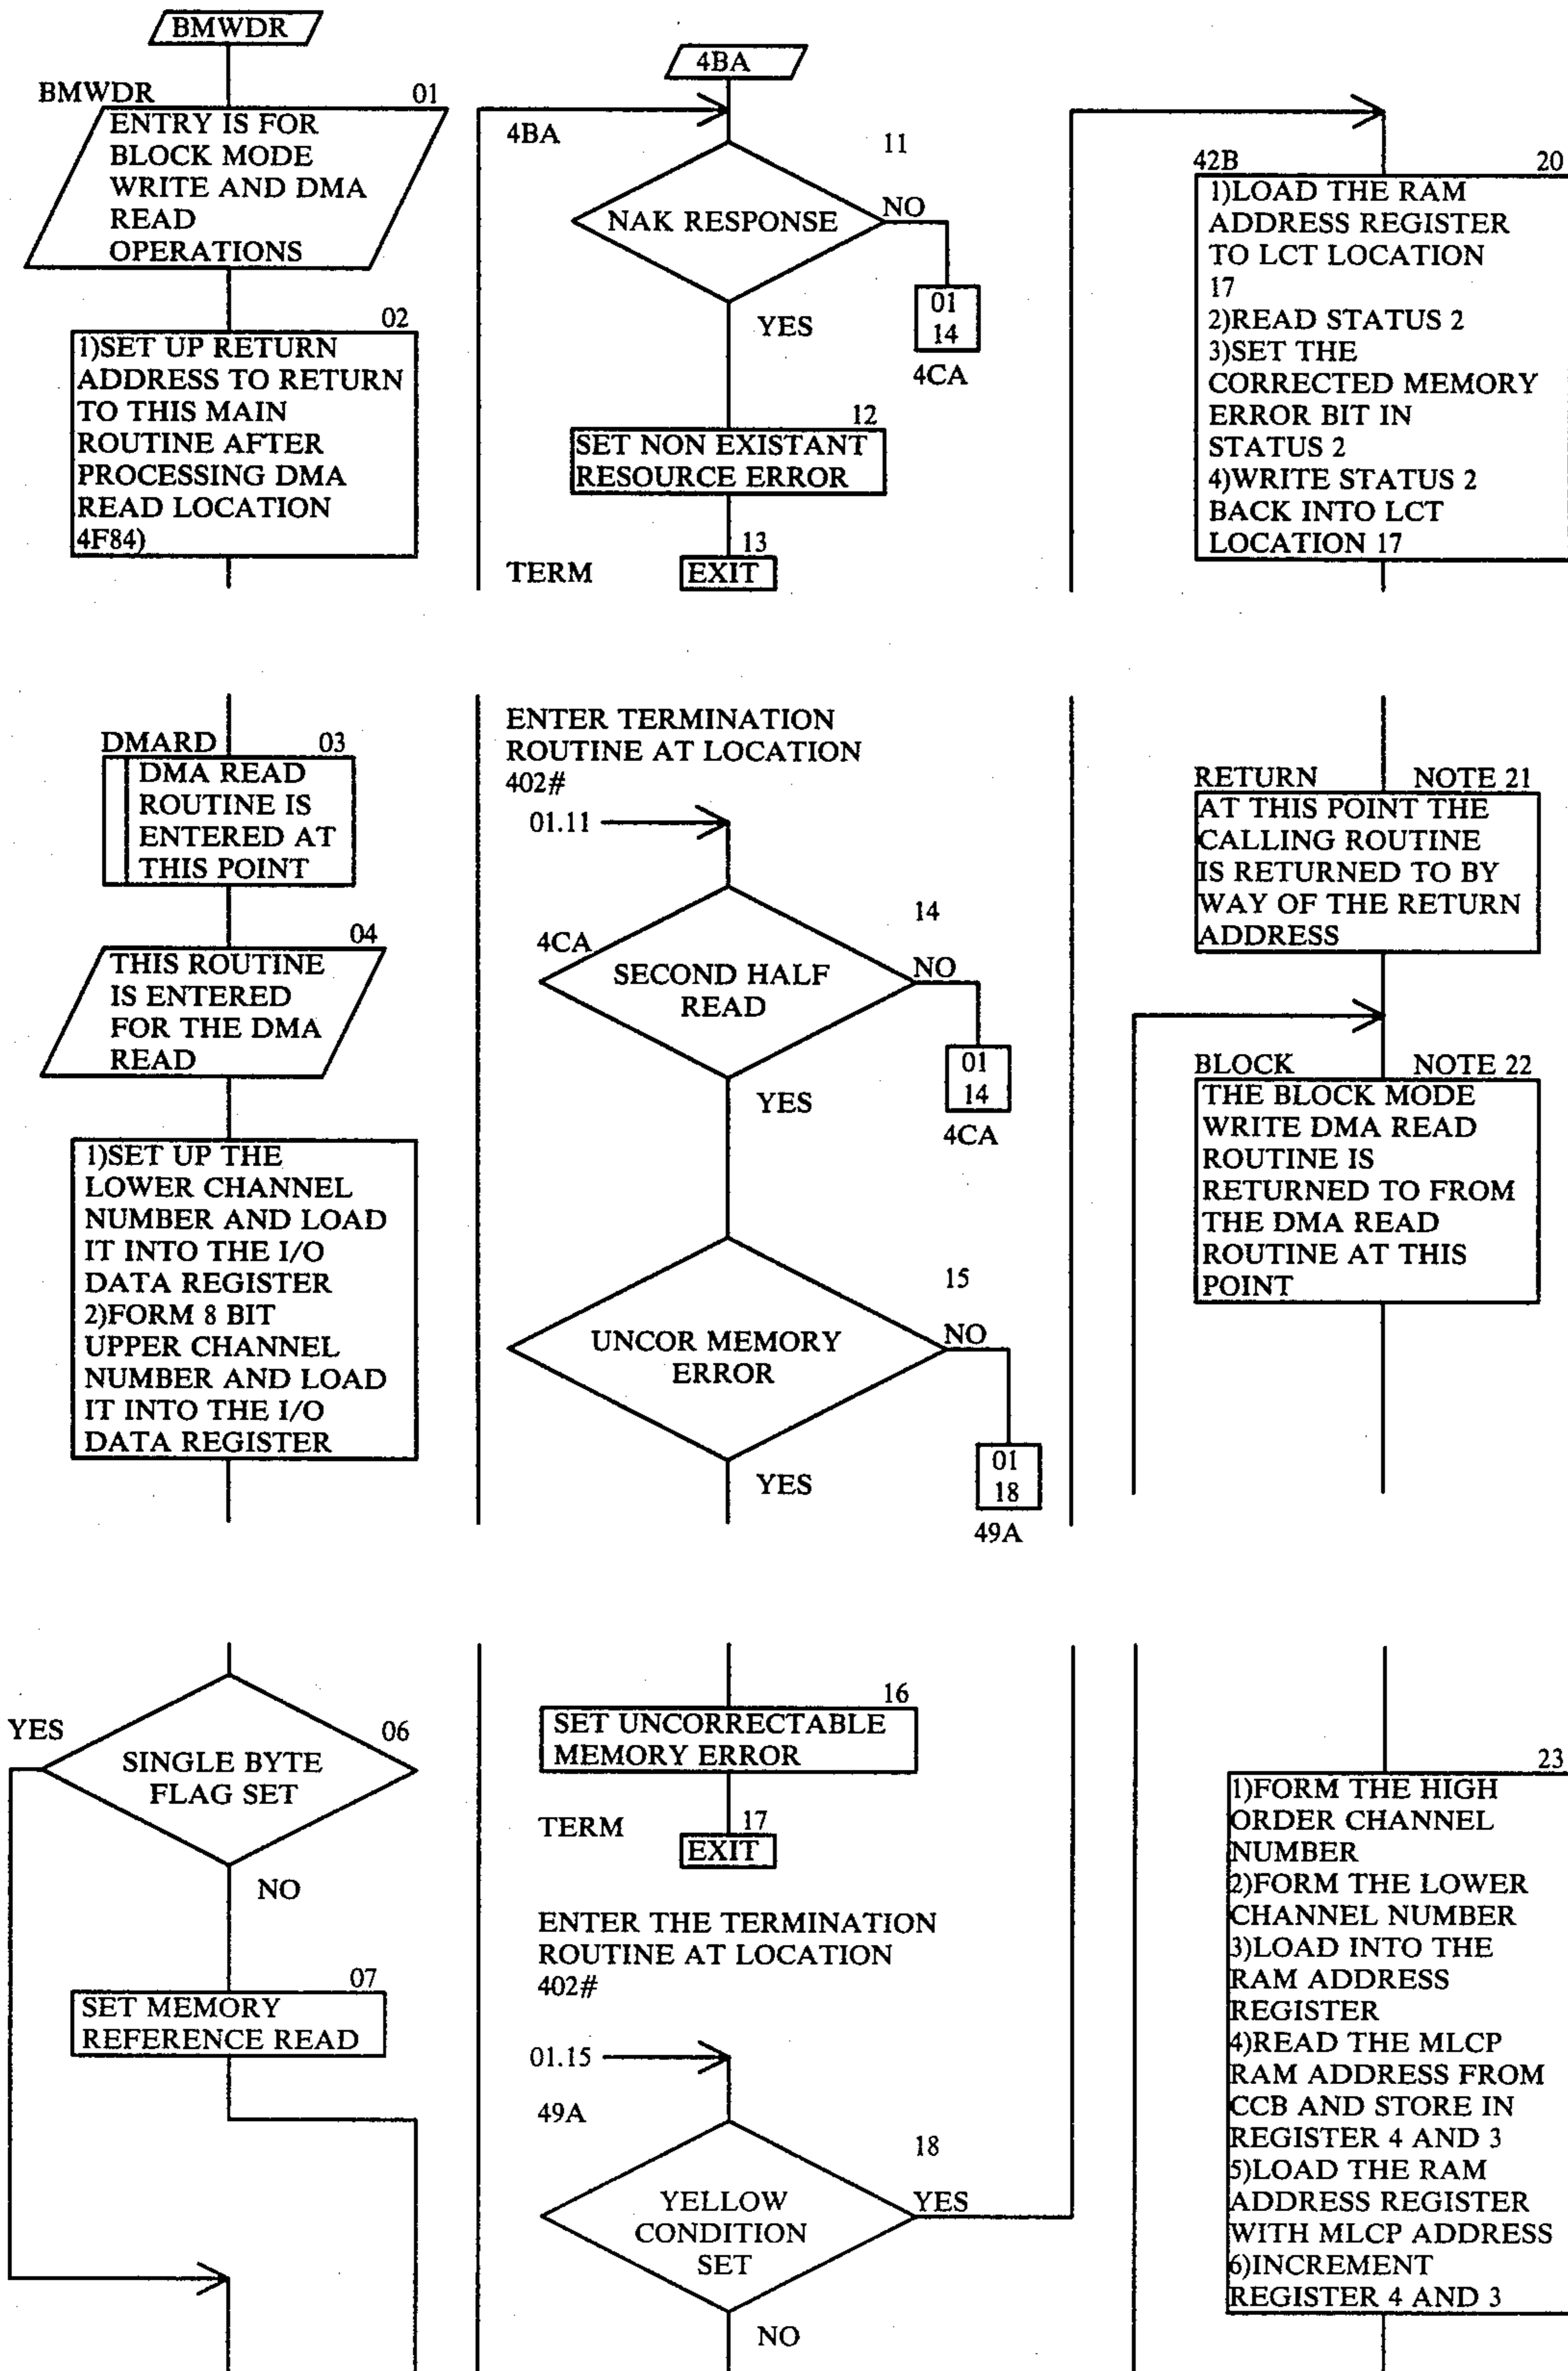 BMWDR
BMWDR
01
ENTRY IS FOR
BLOCK MODE
WRITE AND DMA
READ
OPERATIONS
02
1)SET UP RETURN
ADDRESS TO RETURN
TO THIS MAIN
ROUTINE AFTER
PROCESSING DMA
READ LOCATION
4F84)
DMARD
03
DMA READ
ROUTINE IS
ENTERED AT
THIS POINT
04
THIS ROUTINE
IS ENTERED
FOR THE DMA
READ
1)SET UP THE
LOWER CHANNEL
NUMBER AND LOAD
IT INTO THE I/O
DATA REGISTER
2)FORM 8 BIT
UPPER CHANNEL
NUMBER AND LOAD
IT INTO THE I/O
DATA REGISTER
YES
06
SINGLE BYTE
FLAG SET
NO
07
SET MEMORY
REFERENCE READ
4BA
4BA
11
NAK RESPONSE
NO
01
14
4CA
YES
12
SET NON EXISTANT
RESOURCE ERROR
13
TERM
EXIT
ENTER TERMINATION
ROUTINE AT LOCATION
402#
01.11
14
4CA
SECOND HALF
READ
NO
01
14
4CA
YES
15
UNCOR MEMORY
ERROR
NO
01
18
49A
YES
16
SET UNCORRECTABLE
MEMORY ERROR
17
TERM
EXIT
ENTER THE TERMINATION
ROUTINE AT LOCATION
402#
01.15
49A
18
YELLOW
CONDITION
SET
YES
NO
42B
20
1)LOAD THE RAM
ADDRESS REGISTER
TO LCT LOCATION
17
2)READ STATUS 2
3)SET THE
CORRECTED MEMORY
ERROR BIT IN
STATUS 2
4)WRITE STATUS 2
BACK INTO LCT
LOCATION 17
RETURN
NOTE 21
AT THIS POINT THE
CALLING ROUTINE
IS RETURNED TO BY
WAY OF THE RETURN
ADDRESS
BLOCK
NOTE 22
THE BLOCK MODE
WRITE DMA READ
ROUTINE IS
RETURNED TO FROM
THE DMA READ
ROUTINE AT THIS
POINT
23
1)FORM THE HIGH
ORDER CHANNEL
NUMBER
2)FORM THE LOWER
CHANNEL NUMBER
3)LOAD INTO THE
RAM ADDRESS
REGISTER
4)READ THE MLCP
RAM ADDRESS FROM
CCB AND STORE IN
REGISTER 4 AND 3
5)LOAD THE RAM
ADDRESS REGISTER
WITH MLCP ADDRESS
6)INCREMENT
REGISTER 4 AND 3